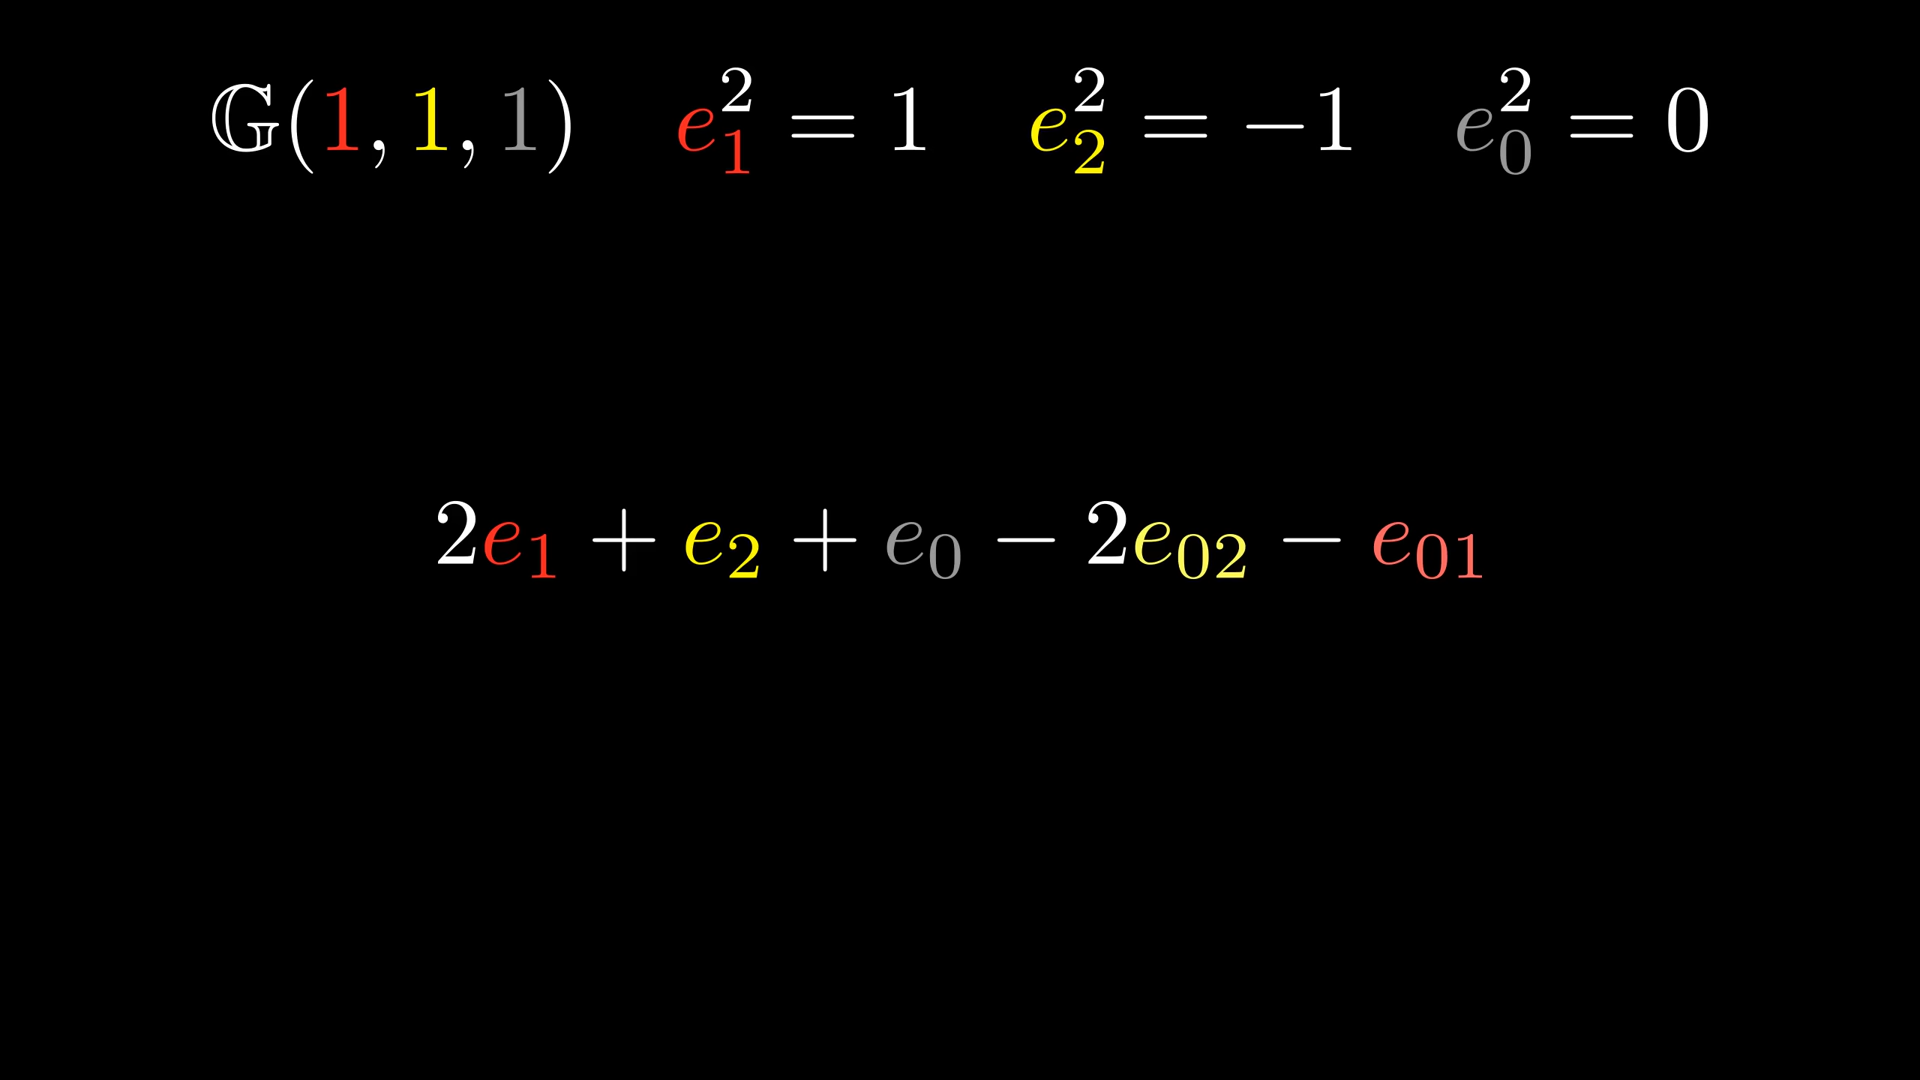 𝔾(1, 1, 1) e₁² = 1 e₂² = −1 e₀² = 0
2e₁ + e₂ + e₀ − 2e₀₂ − e₀₁